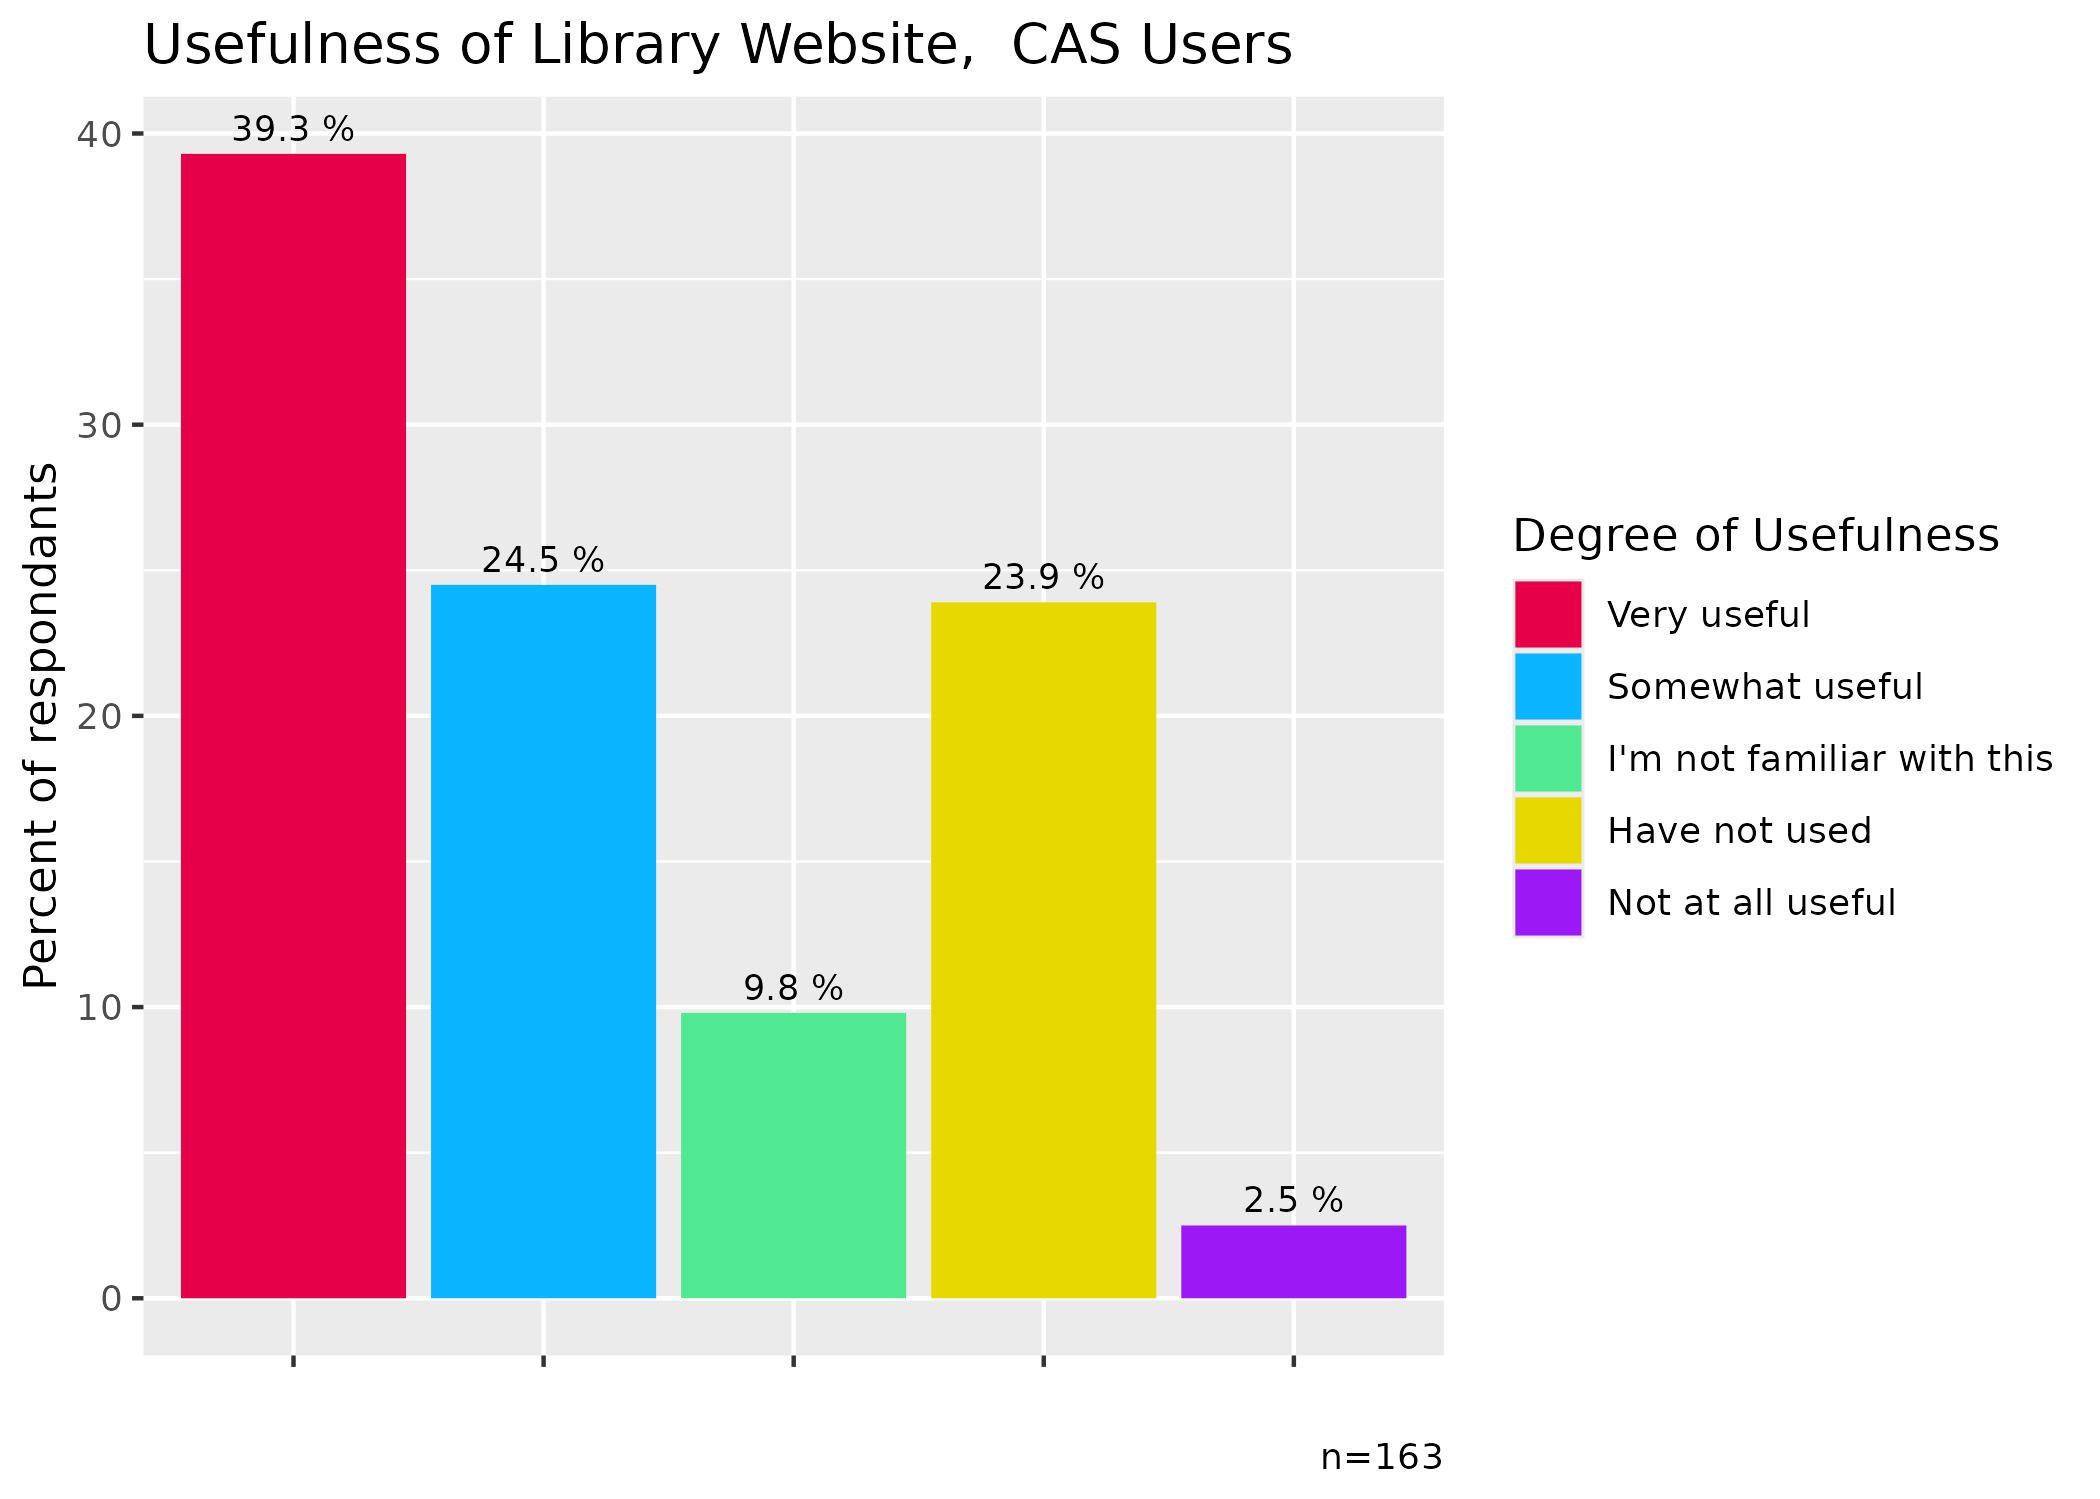 Usefulness of Library Website,  CAS Users
Percent of respondants
40
30
20
10
0
39.3 %
24.5 %
9.8 %
23.9 %
2.5 %
Degree of Usefulness
Very useful
Somewhat useful
I'm not familiar with this
Have not used
Not at all useful
n=163